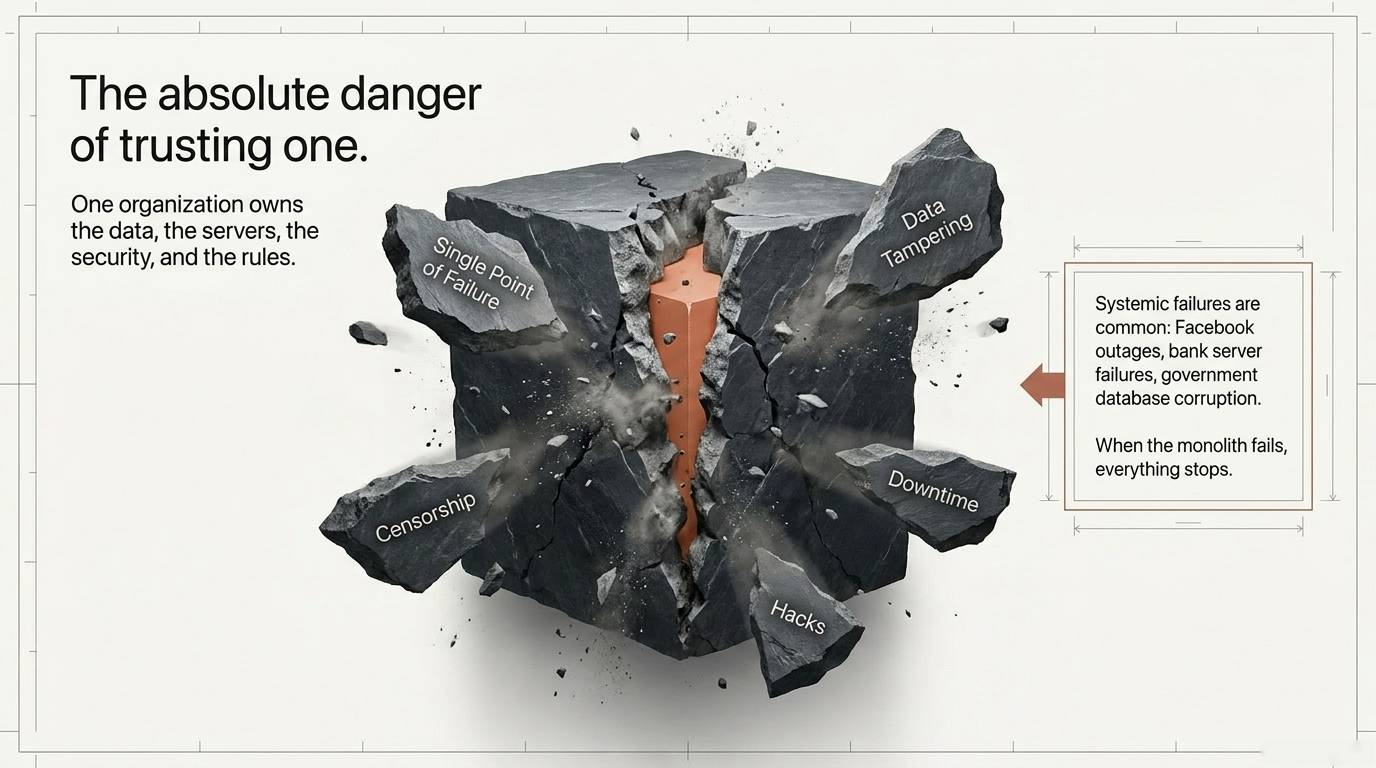 The absolute danger
of trusting one.
One organization owns
the data, the servers, the
security, and the rules.
Single Point
of Failure
Data
Tampering
Censorship
Downtime
Hacks
Systemic failures are
common: Facebook
outages, bank server
failures, government
database corruption.
When the monolith fails,
everything stops.